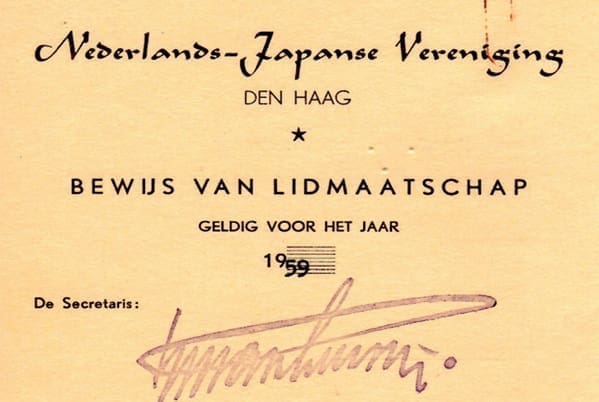 Nederlands-Japanse Vereniging
DEN HAAG
BEWIJS VAN LIDMAATSCHAP
GELDIG VOOR HET JAAR
1959
De Secretaris: